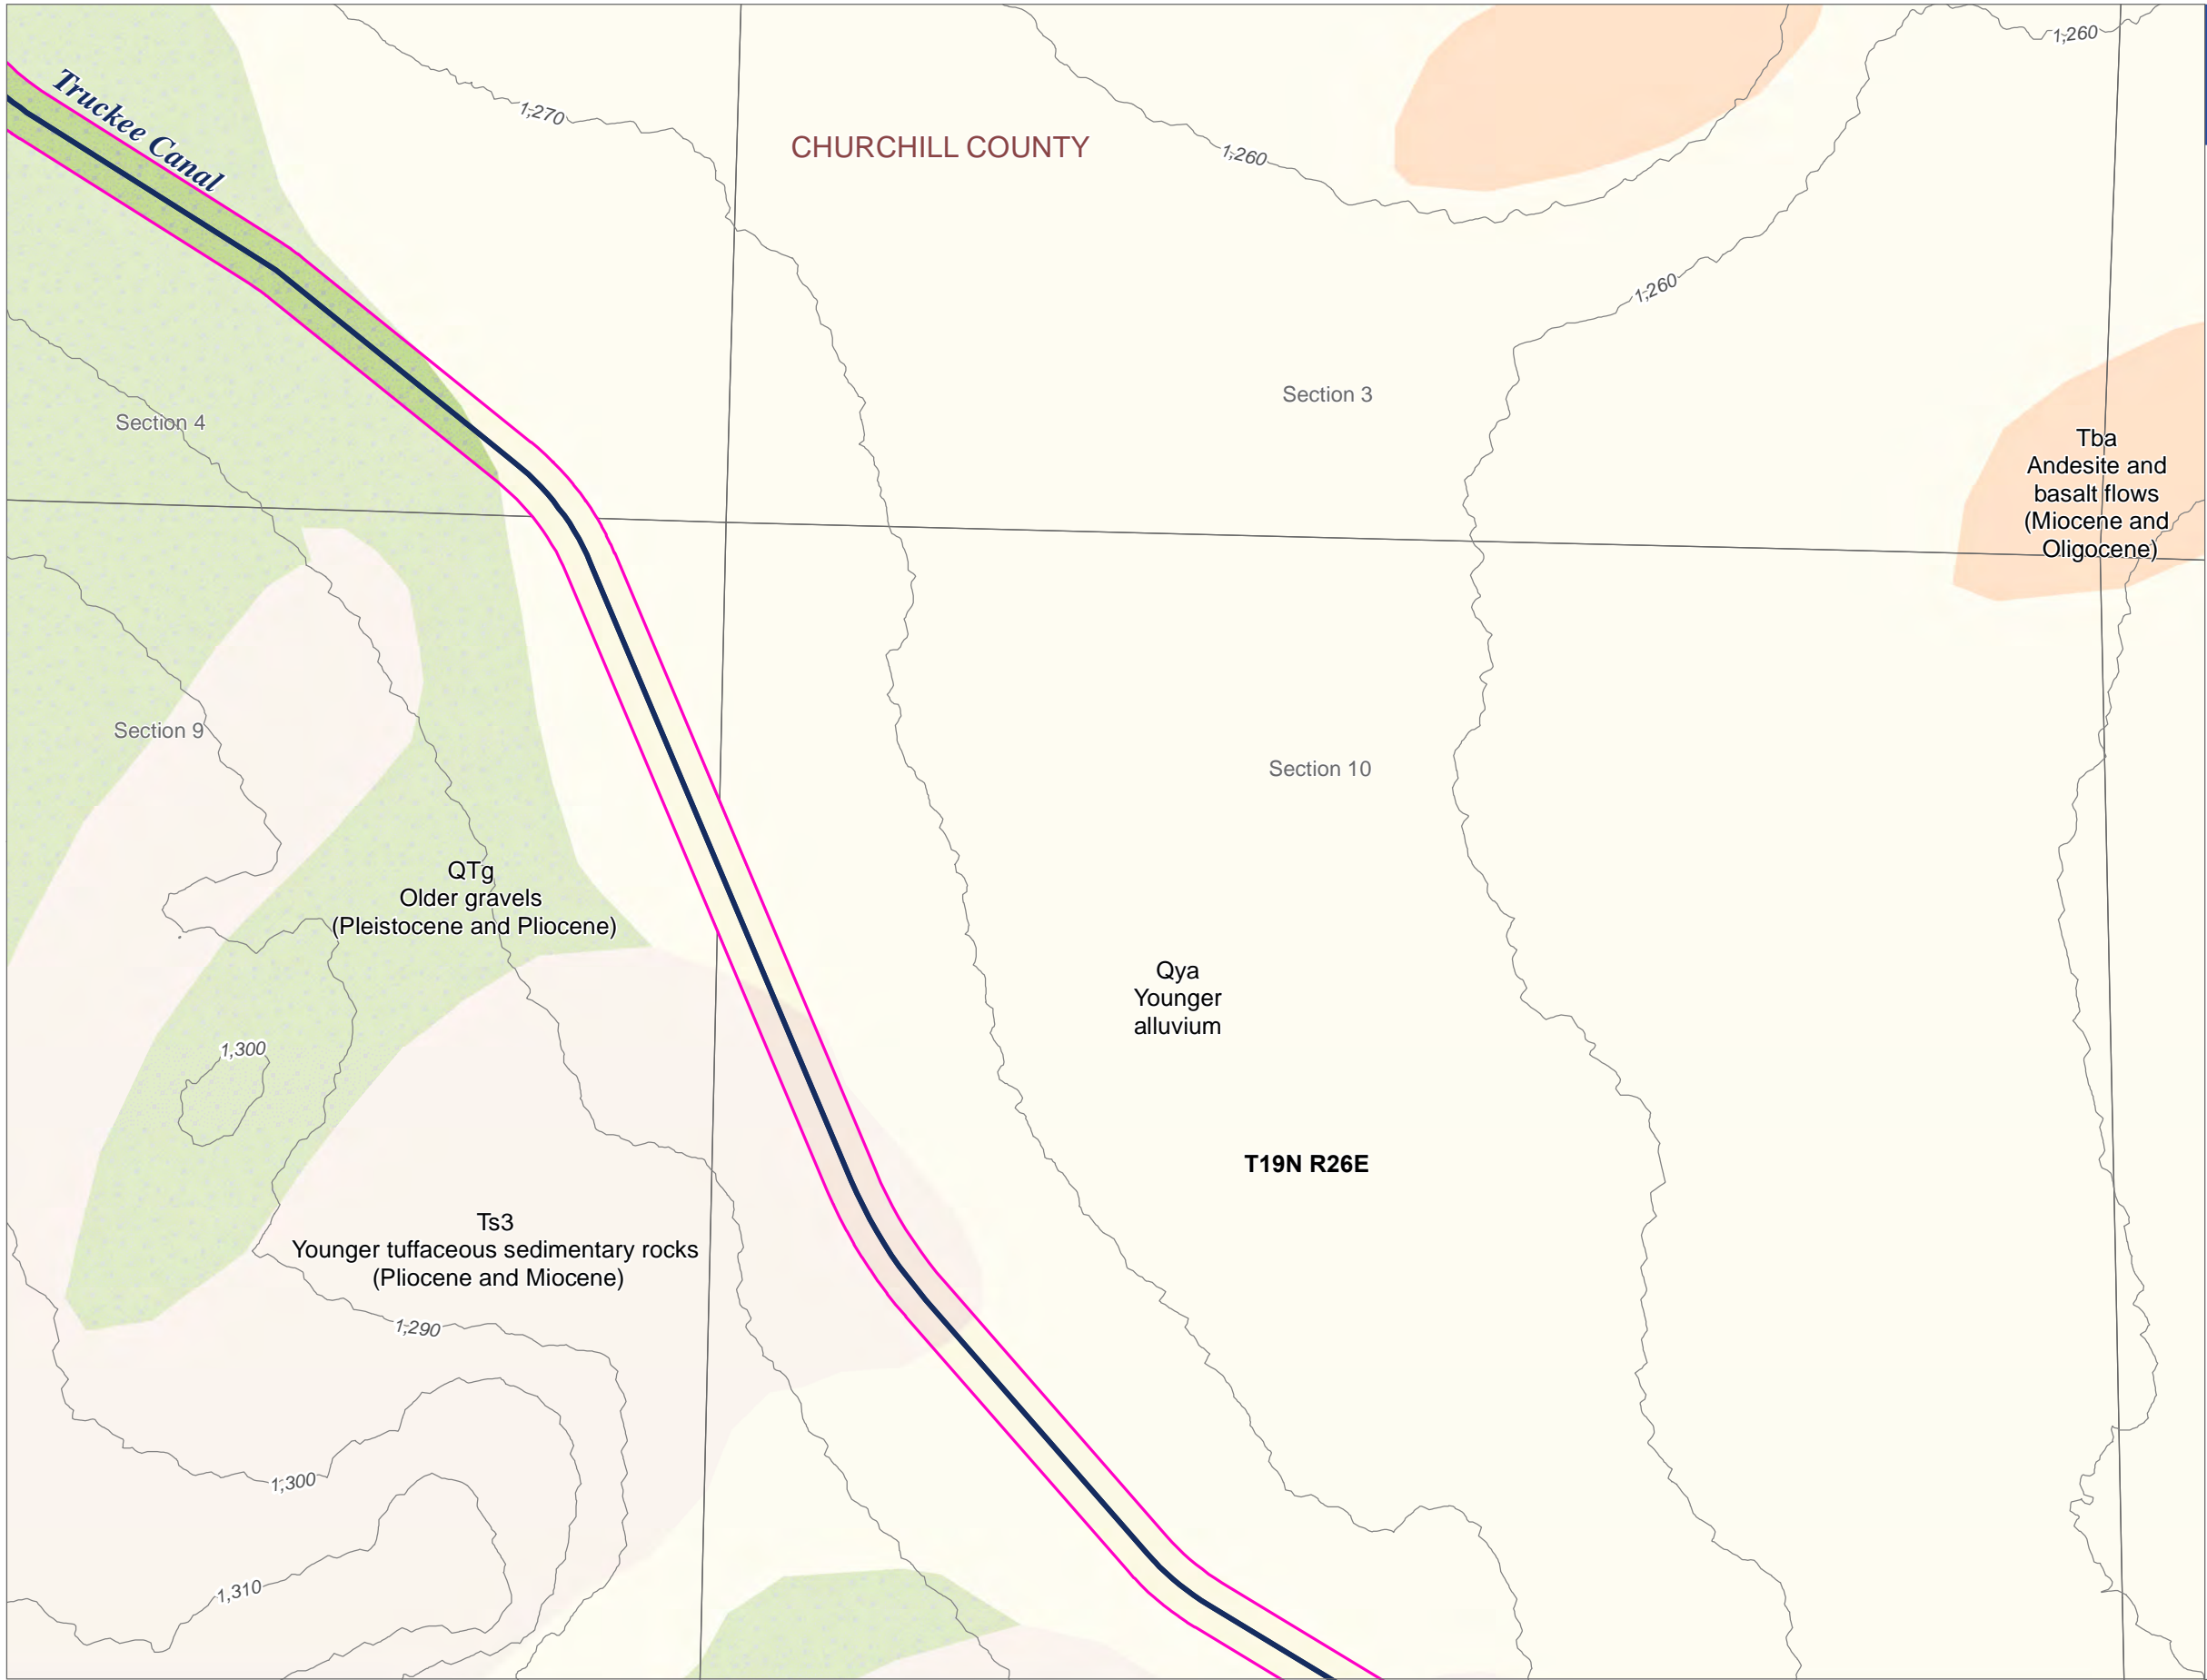 1,260
Truckee Canal
1,270
CHURCHILL COUNTY
1,260
1,260
Section 3
Section 4
Tba
Andesite and
basalt flows
(Miocene and
Oligocene)
Section 9
Section 10
QTg
Older gravels
(Pleistocene and Pliocene)
Qya
Younger
alluvium
1,300
T19N R26E
Ts3
Younger tuffaceous sedimentary rocks
(Pliocene and Miocene)
1,290
1,300
1,310